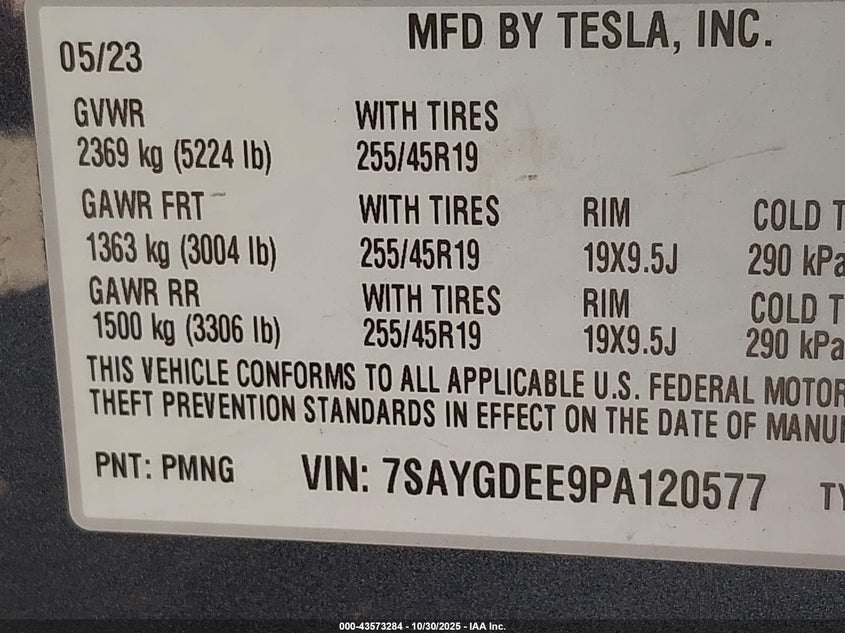 MFD BY TESLA, INC.
05/23
GVWR WITH TIRES
2369 kg (5224 lb) 255/45R19
GAWR FRT WITH TIRES RIM COLD T
1363 kg (3004 lb) 255/45R19 19X9.5J 290 kPa
GAWR RR WITH TIRES RIM COLD T
1500 kg (3306 lb) 255/45R19 19X9.5J 290 kPa
THIS VEHICLE CONFORMS TO ALL APPLICABLE U.S. FEDERAL MOTOR
THEFT PREVENTION STANDARDS IN EFFECT ON THE DATE OF MANU
PNT: PMNG VIN: 7SAYGDEE9PA120577 TY
000-43573284 - 10/30/2025 - IAA Inc.